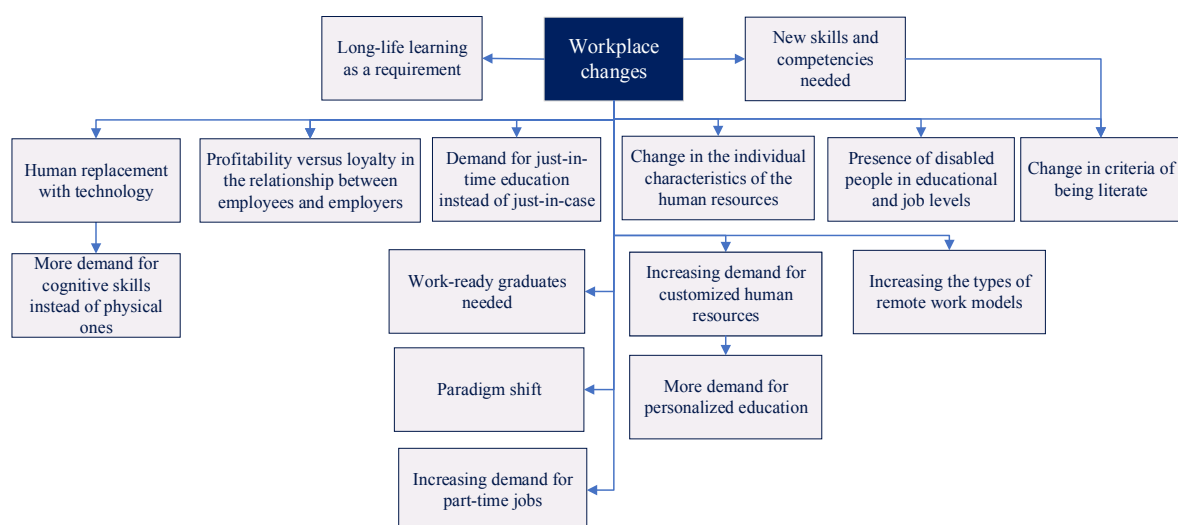 Long-life learning
as a requirement
Workplace
changes
New skills and
competencies
needed
Human replacement
with technology
Profitability versus loyalty in
the relationship between
employees and employers
Demand for just-in-
time education
instead of just-in-case
Change in the individual
characteristics of the
human resources
Presence of disabled
people in educational
and job levels
Change in criteria of
being literate
More demand for
cognitive skills
instead of physical
ones
Work-ready graduates
needed
Increasing demand for
customized human
resources
Increasing the types of
remote work models
Paradigm shift
More demand for
personalized education
Increasing demand for
part-time jobs